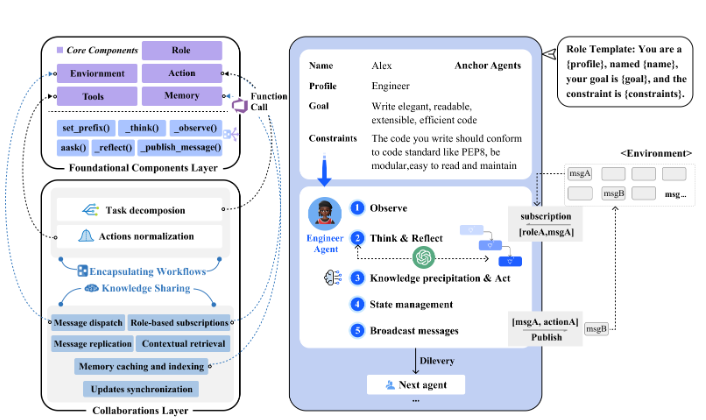 Core Components
Role
Enviornment
Action
Tools
Memory
Function
Call
set_prefix()
_think()
_observe()
aask()
_reflect()
_publish_message()
Foundational Components Layer
Task decomposion
Actions normalization
Encapsulating Workflows
Knowledge Sharing
Message dispatch
Role-based subscriptions
Message replication
Contextual retrieval
Memory caching and indexing
Updates synchronization
Collaborations Layer
Name
Alex
Anchor Agents
Profile
Engineer
Goal
Write elegant, readable,
extensible, efficient code
Constraints
The code you write should conform
to code standard like PEP8, be
modular,easy to read and maintain
Engineer
Agent
1 Observe
2 Think & Reflect
3 Knowledge precipitation & Act
4 State management
5 Broadcast messages
Dilevery
Next agent
...
Role Template: You are a
{profile}, named {name},
your goal is {goal}, and the
constraint is {constraints}.
<Environment>
msgA
msgB
msg...
subscription
[roleA,msgA]
[msgA, actionA]
Publish
msgB